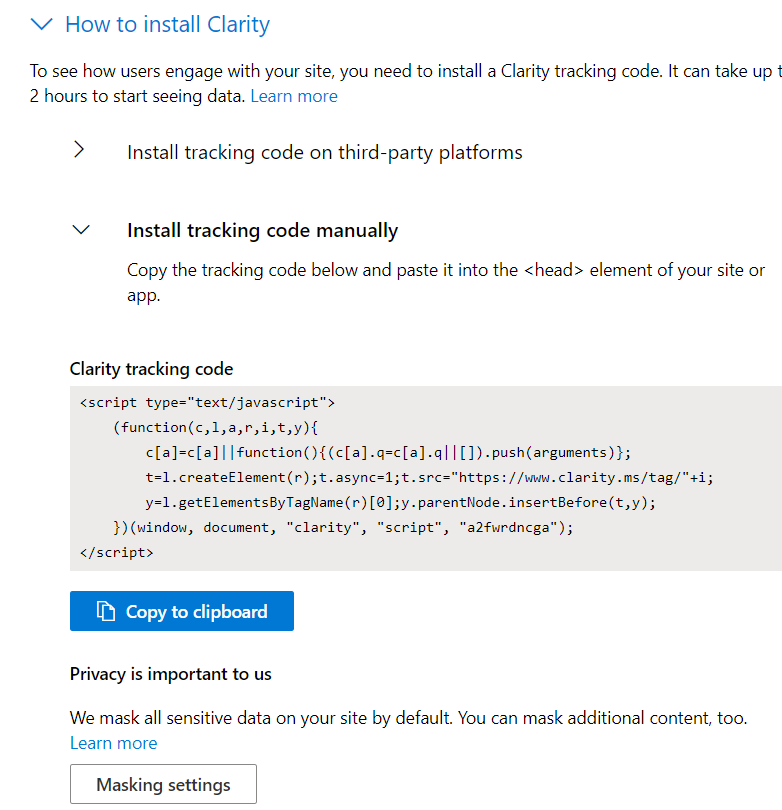 How to install Clarity
To see how users engage with your site, you need to install a Clarity tracking code. It can take up
2 hours to start seeing data. Learn more
Install tracking code on third-party platforms
Install tracking code manually
Copy the tracking code below and paste it into the <head> element of your site or
app.
Clarity tracking code
<script type="text/javascript">
    (function(c,l,a,r,i,t,y){
        c[a]=c[a]||function(){(c[a].q=c[a].q||[]).push(arguments)};
        t=l.createElement(r);t.async=1;t.src="https://www.clarity.ms/tag/"+i;
        y=l.getElementsByTagName(r)[0];y.parentNode.insertBefore(t,y);
    })(window, document, "clarity", "script", "a2fwrdncga");
</script>
Copy to clipboard
Privacy is important to us
We mask all sensitive data on your site by default. You can mask additional content, too.
Learn more
Masking settings